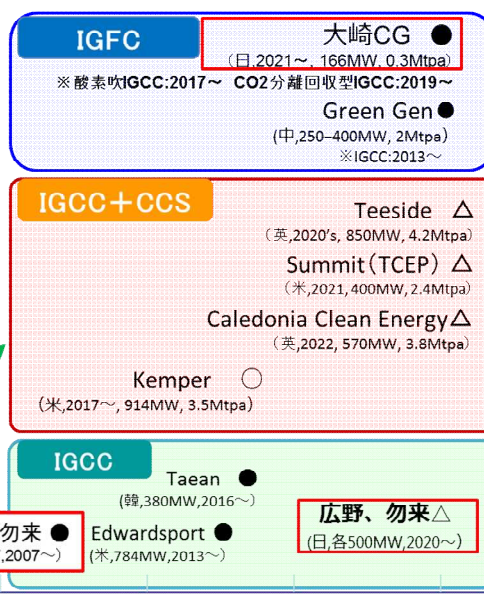 IGFC
大崎CG ●
(日,2021～, 166MW, 0.3Mtpa)
※酸素吹IGCC:2017～ CO2分離回収型IGCC:2019～
Green Gen●
(中,250–400MW, 2Mtpa)
※IGCC:2013～
IGCC＋CCS
Teeside △
(英,2020's, 850MW, 4.2Mtpa)
Summit(TCEP) △
(米,2021,400MW,2.4Mtpa)
Caledonia Clean Energy△
(英,2022, 570MW, 3.8Mtpa)
Kemper ○
(米,2017～, 914MW, 3.5Mtpa)
IGCC
Taean ●
(韓,380MW,2016～)
広野、勿来△
(日,各500MW,2020～)
勿来 ●
,2007～)
Edwardsport ●
(米,784MW,2013～)